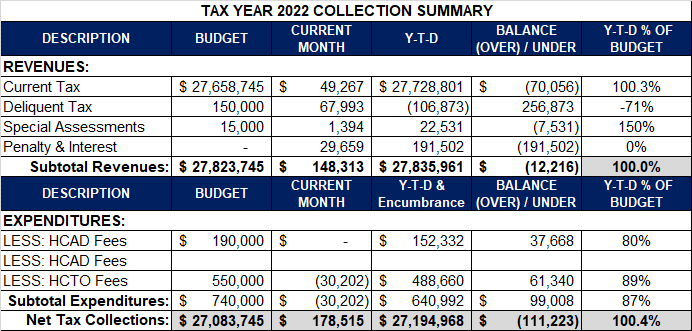 TAX YEAR 2022 COLLECTION SUMMARY
DESCRIPTION BUDGET CURRENT MONTH Y-T-D BALANCE (OVER) / UNDER Y-T-D % OF BUDGET
REVENUES:
Current Tax $ 27,658,745 $ 49,267 $ 27,728,801 $ (70,056) 100.3%
Deliquent Tax 150,000 67,993 (106,873) 256,873 -71%
Special Assessments 15,000 1,394 22,531 (7,531) 150%
Penalty & Interest - 29,659 191,502 (191,502) 0%
Subtotal Revenues: $ 27,823,745 $ 148,313 $ 27,835,961 $ (12,216) 100.0%
DESCRIPTION BUDGET CURRENT MONTH Y-T-D & Encumbrance BALANCE (OVER) / UNDER Y-T-D % OF BUDGET
EXPENDITURES:
LESS: HCAD Fees $ 190,000 $ - $ 152,332 37,668 80%
LESS: HCTO Fees 550,000 (30,202) $ 488,660 61,340 89%
Subtotal Expenditures: $ 740,000 $ (30,202) $ 640,992 $ 99,008 87%
Net Tax Collections: $ 27,083,745 $ 178,515 $ 27,194,968 $ (111,223) 100.4%